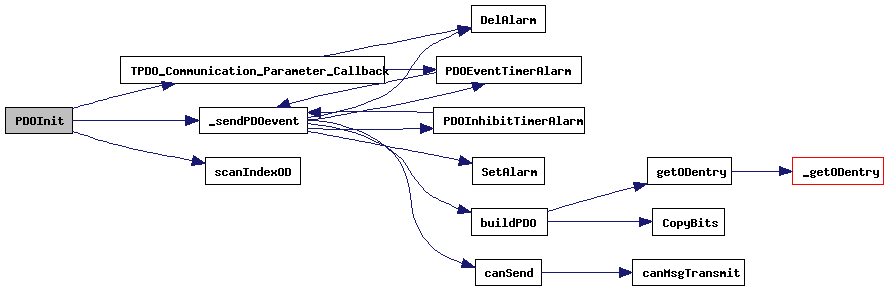 DelAlarm
TPDO_Communication_Parameter_Callback
PDOEventTimerAlarm
PDOInit
_sendPDOevent
PDOInhibitTimerAlarm
scanIndexOD
SetAlarm
getODentry
_getODentry
buildPDO
CopyBits
canSend
canMsgTransmit